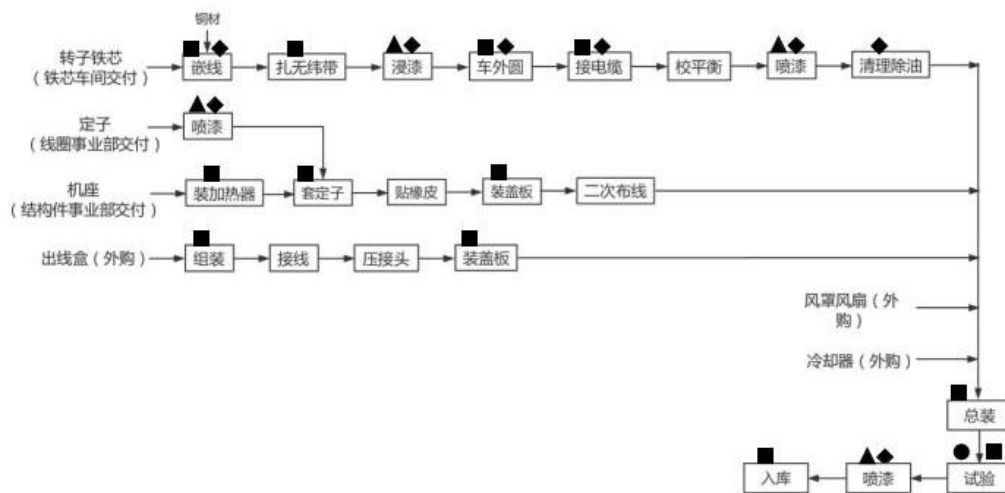 铜材
转子铁芯
（铁芯车间交付）
嵌线
扎无纬带
浸漆
车外圆
接电缆
校平衡
喷漆
清理除油
定子
（线圈事业部交付）
喷漆
机座
（结构件事业部交付）
装加热器
套定子
贴橡皮
装盖板
二次布线
出线盒（外购）
组装
接线
压接头
装盖板
风罩风扇（外
购）
冷却器（外购）
总装
入库
喷漆
试验